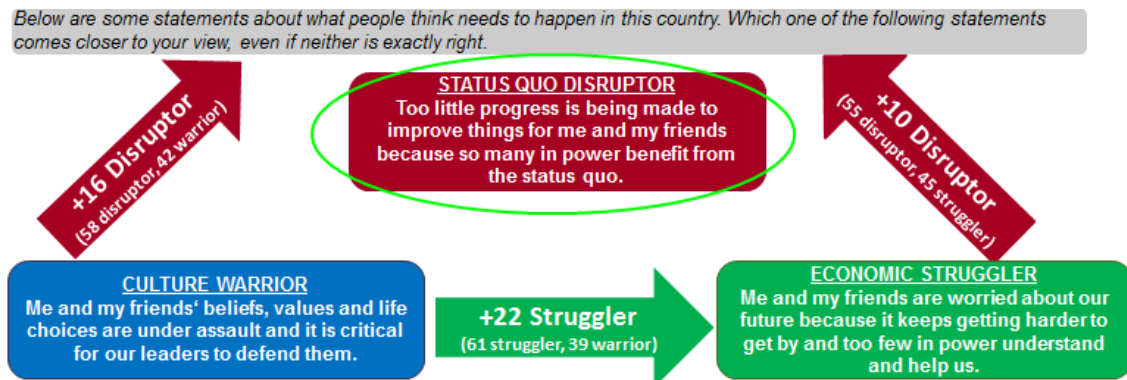 Below are some statements about what people think needs to happen in this country. Which one of the following statements
comes closer to your view, even if neither is exactly right.
STATUS QUO DISRUPTOR
Too little progress is being made to
improve things for me and my friends
because so many in power benefit from
the status quo.
+16 Disruptor
(58 disruptor, 42 warrior)
+10 Disruptor
(55 disruptor, 45 struggler)
CULTURE WARRIOR
Me and my friends‘ beliefs, values and life
choices are under assault and it is critical
for our leaders to defend them.
+22 Struggler
(61 struggler, 39 warrior)
ECONOMIC STRUGGLER
Me and my friends are worried about our
future because it keeps getting harder to
get by and too few in power understand
and help us.